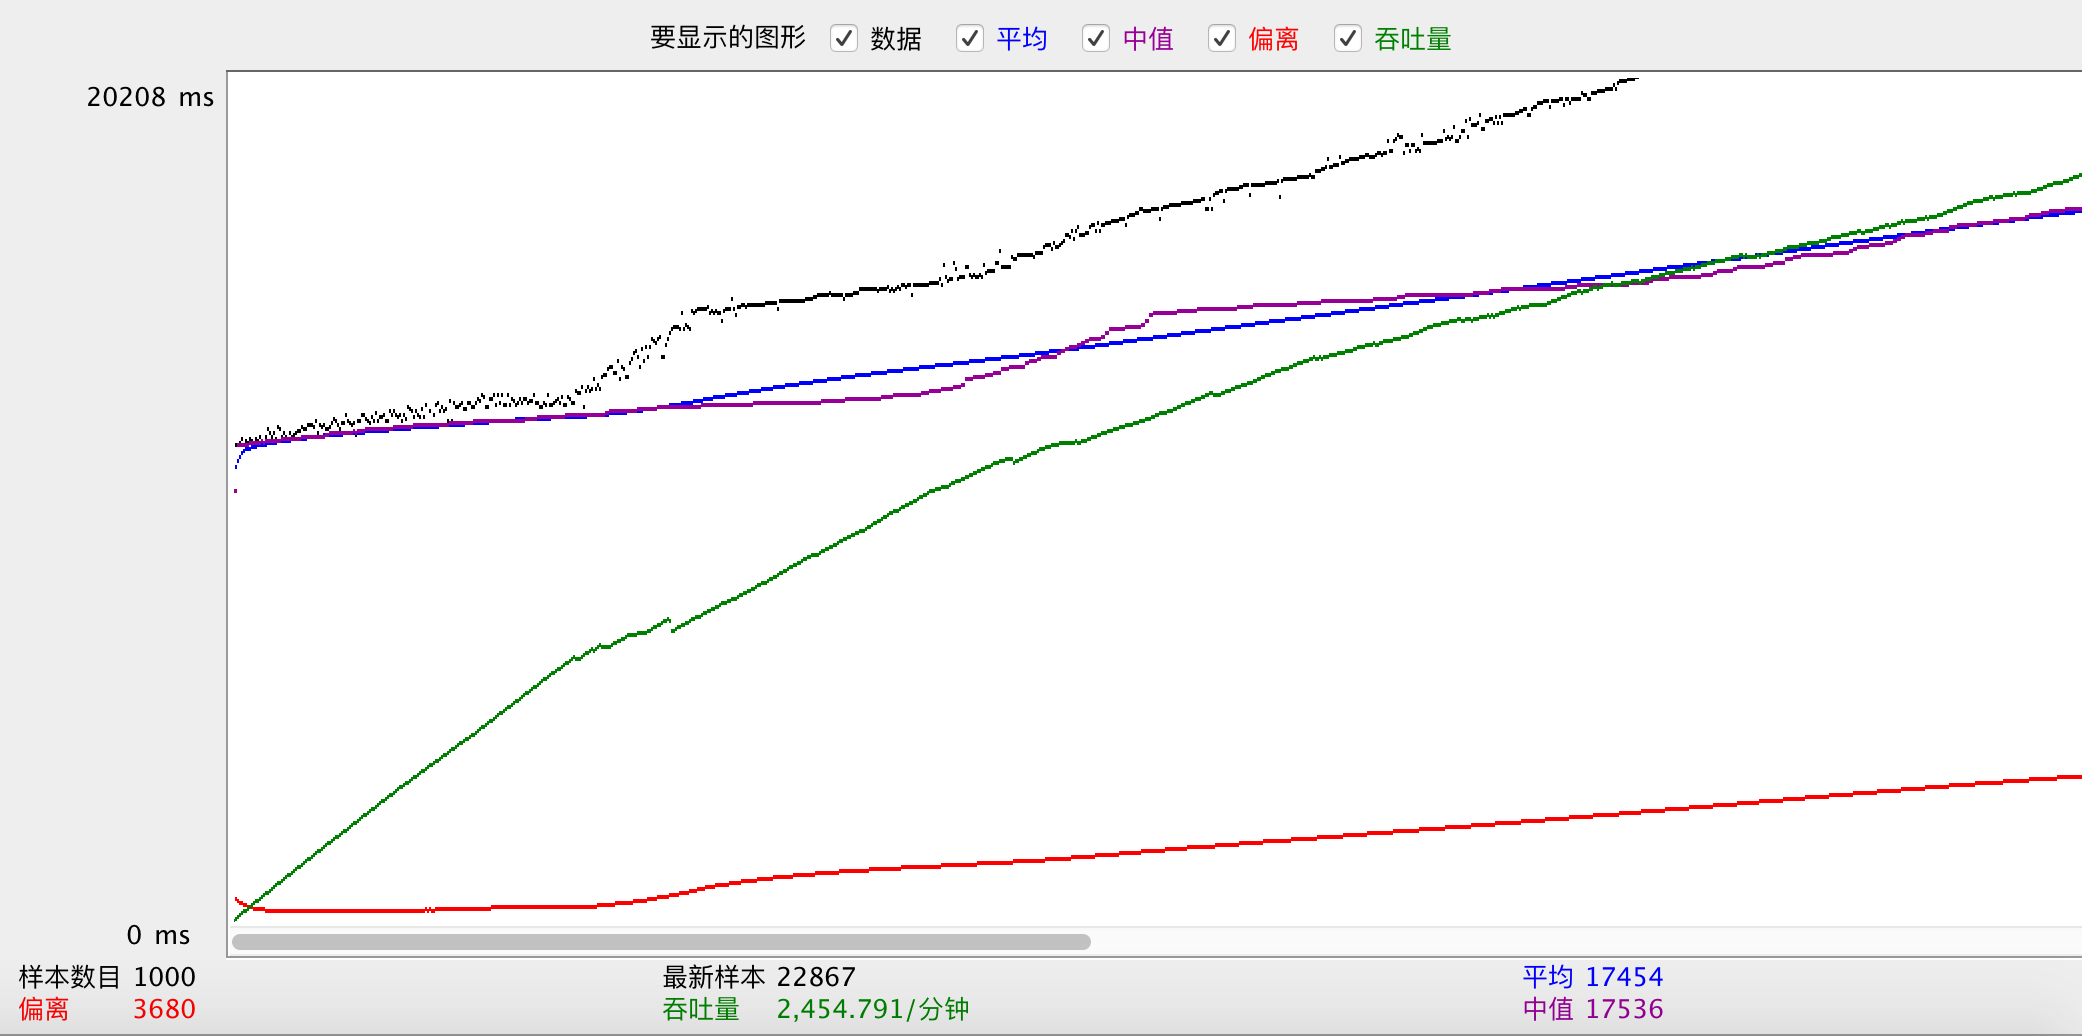 要显示的图形 数据 平均 中值 偏离 吞吐量
20208 ms
0 ms
样本数目 1000 最新样本 22867 平均 17454
偏离 3680 吞吐量 2,454.791/分钟 中值 17536